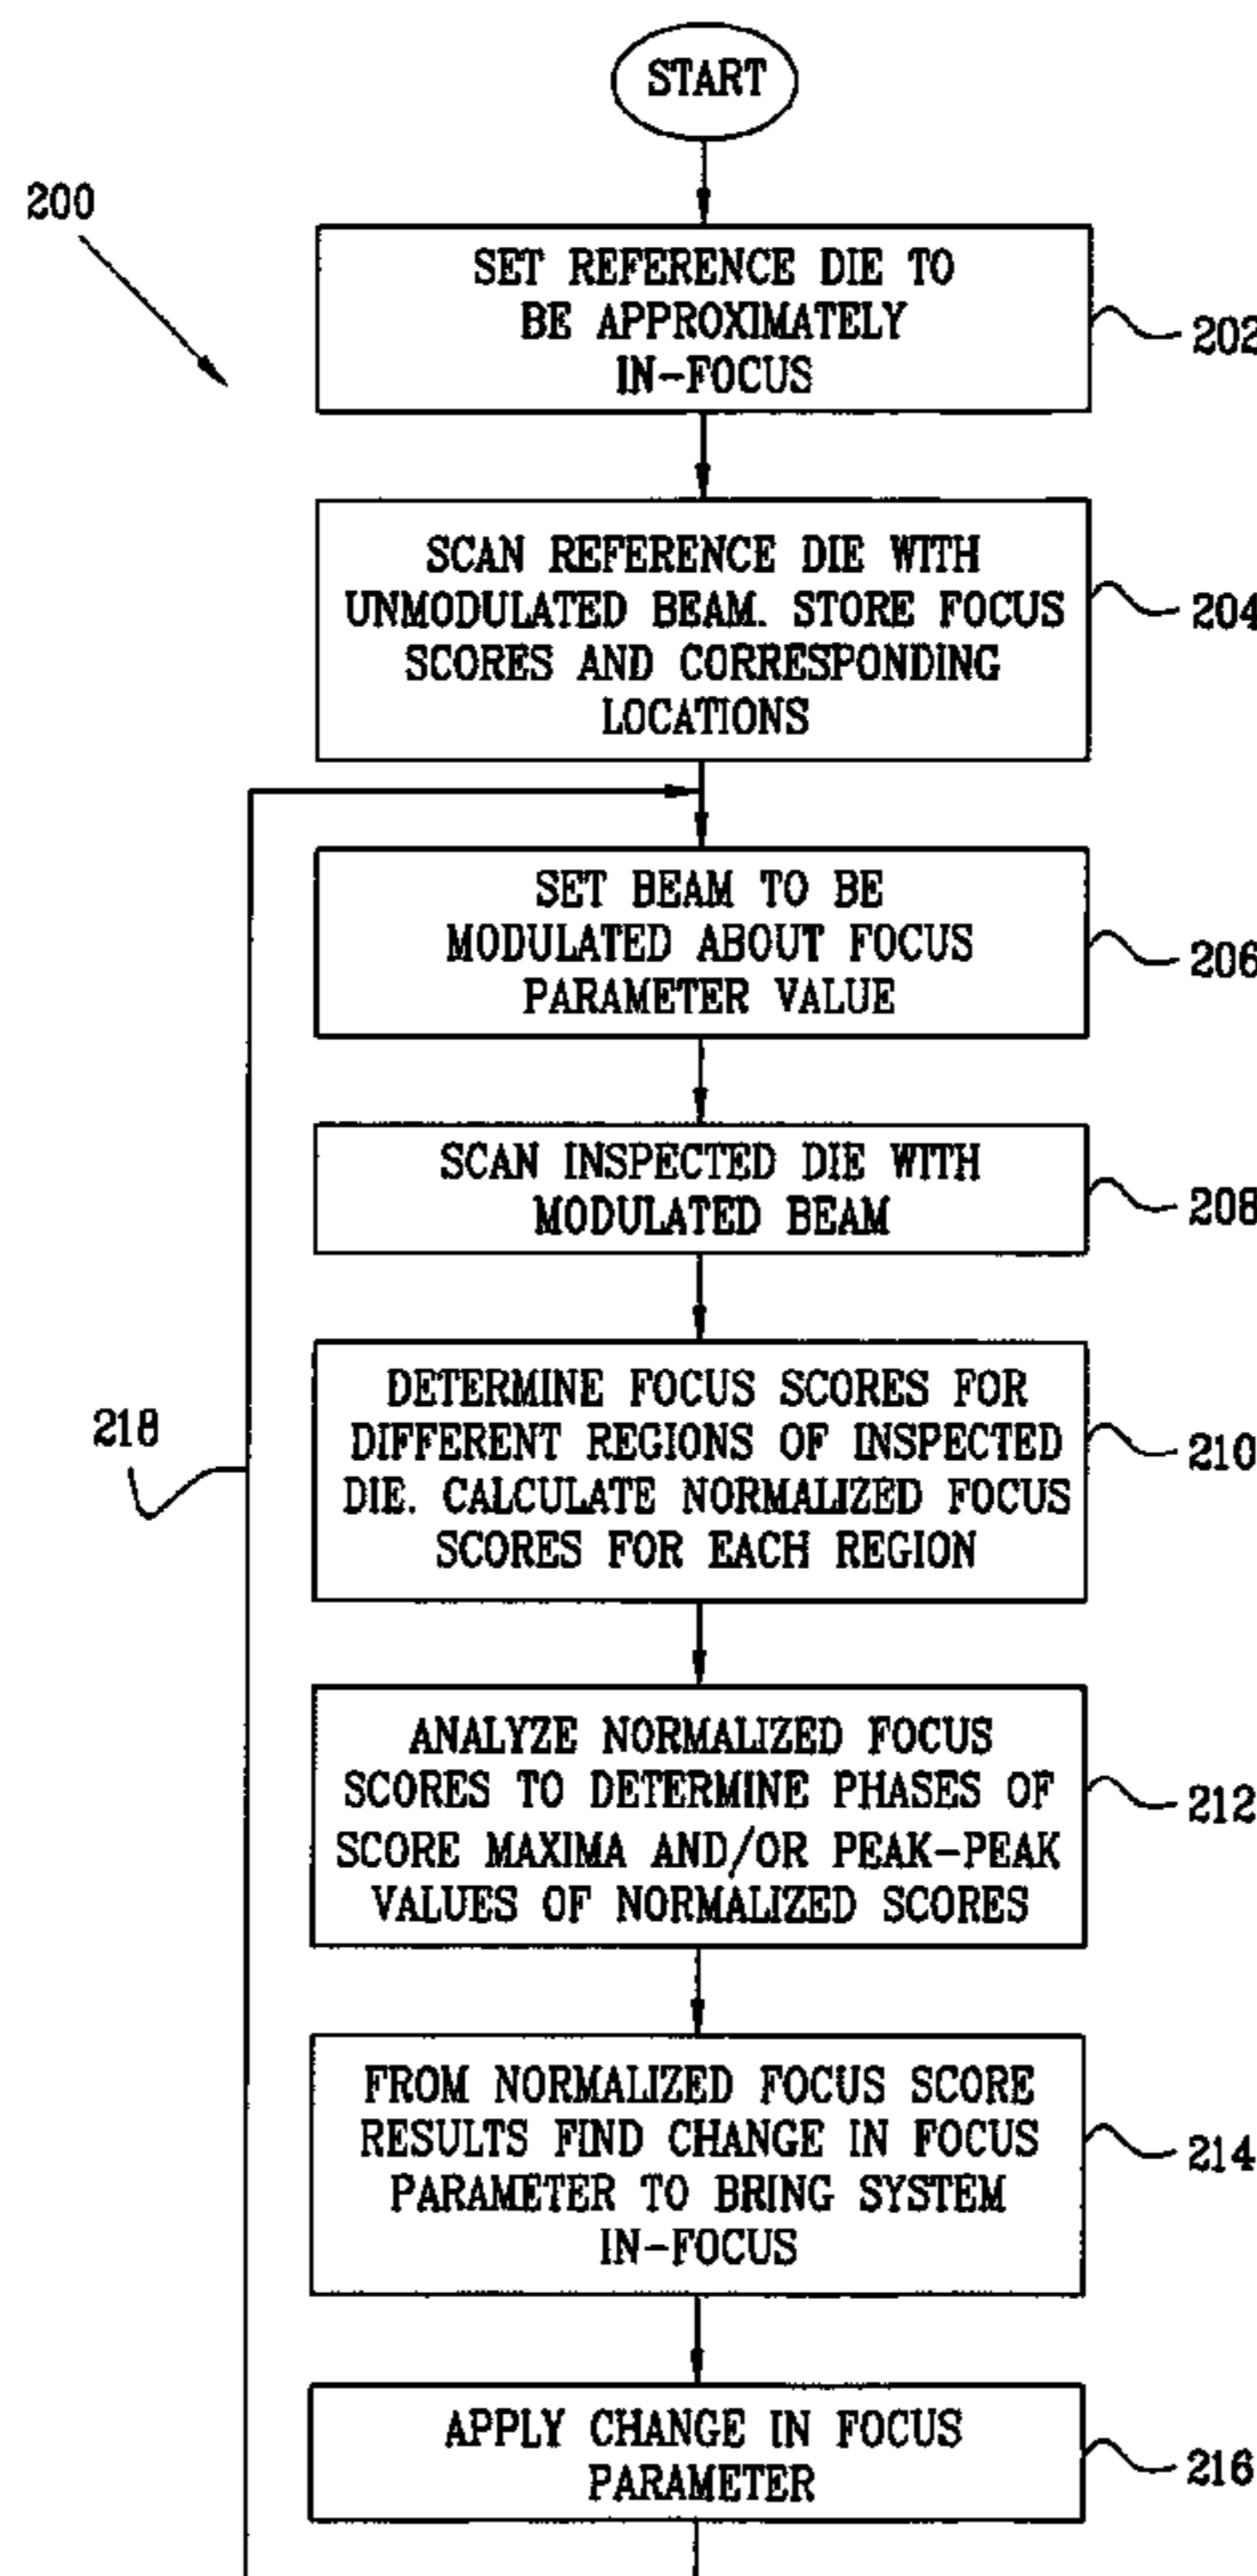 START
200
SET REFERENCE DIE TO
BE APPROXIMATELY
IN-FOCUS
202
SCAN REFERENCE DIE WITH
UNMODULATED BEAM. STORE FOCUS
SCORES AND CORRESPONDING
LOCATIONS
204
SET BEAM TO BE
MODULATED ABOUT FOCUS
PARAMETER VALUE
206
SCAN INSPECTED DIE WITH
MODULATED BEAM
208
DETERMINE FOCUS SCORES FOR
DIFFERENT REGIONS OF INSPECTED
DIE. CALCULATE NORMALIZED FOCUS
SCORES FOR EACH REGION
210
218
ANALYZE NORMALIZED FOCUS
SCORES TO DETERMINE PHASES OF
SCORE MAXIMA AND/OR PEAK-PEAK
VALUES OF NORMALIZED SCORES
212
FROM NORMALIZED FOCUS SCORE
RESULTS FIND CHANGE IN FOCUS
PARAMETER TO BRING SYSTEM
IN-FOCUS
214
APPLY CHANGE IN FOCUS
PARAMETER
216